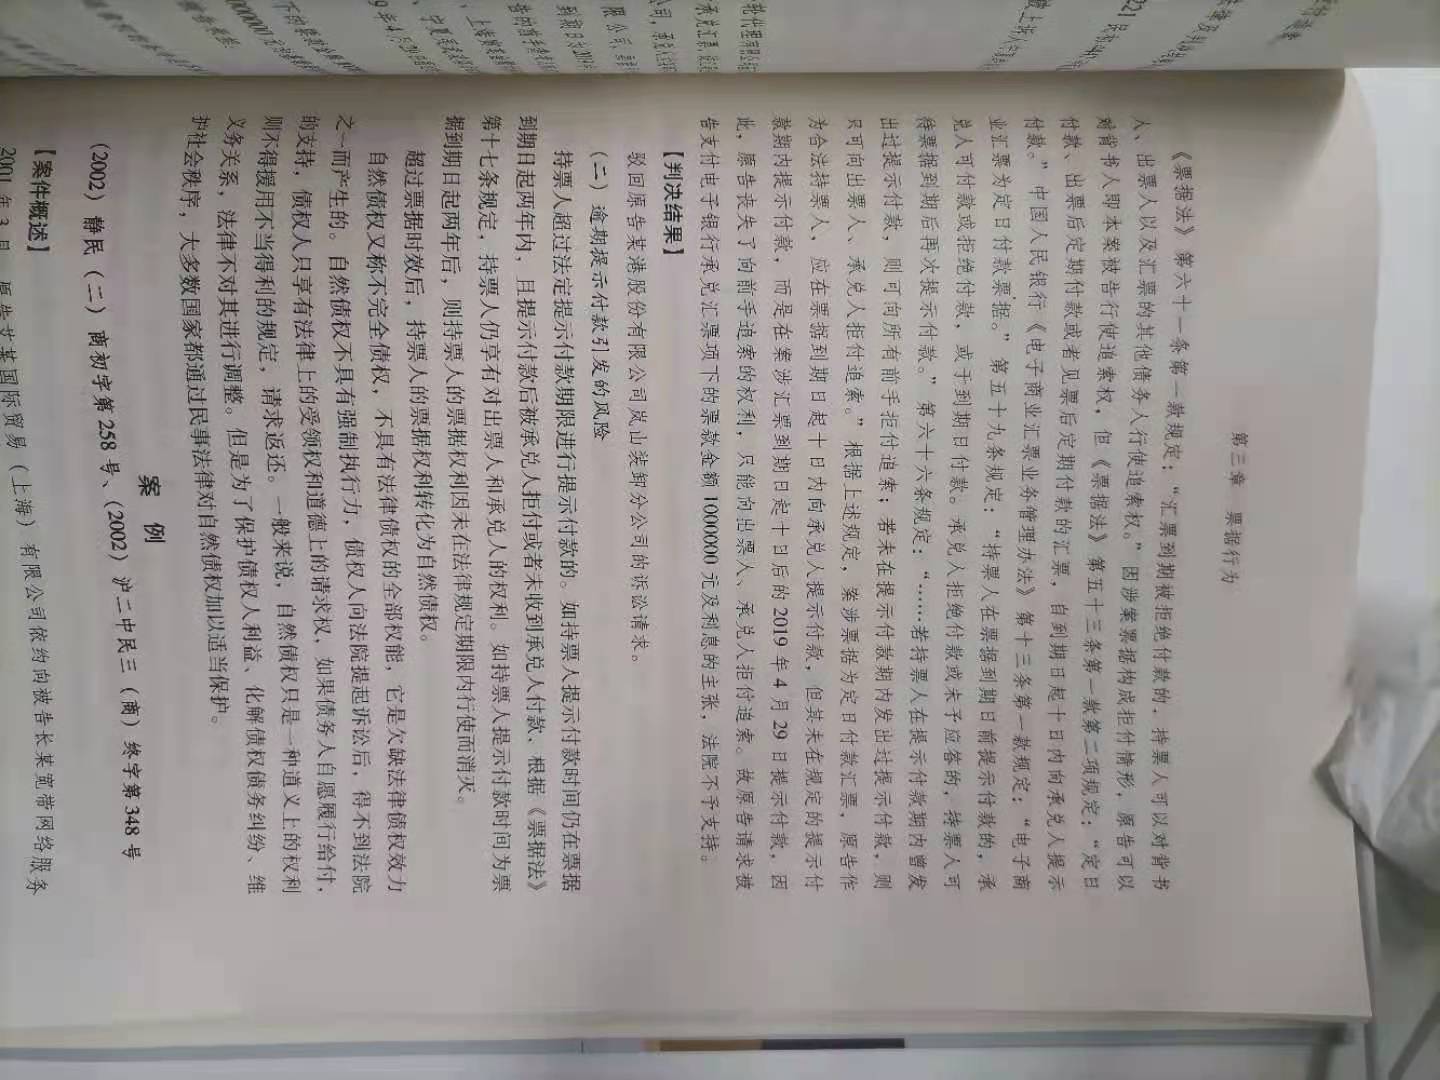 第三章 票据行为
《票据法》第六十一条第一款规定：“汇票到期被拒绝付款的，持票人可以对背书
人、出票人以及汇票的其他债务人行使追索权。”因涉案票据构成拒付情形，原告可以
对背书人即本案被告行使追索权，但《票据法》第五十三条第一款第二项规定：“定日
付款、出票后定期付款或者见票后定期付款的汇票，自到期日起十日内向承兑人提示
付款。”中国人民银行《电子商业汇票业务管理办法》第十三条第一款规定：“电子商
业汇票为定日付款票据。”第五十九条规定：“持票人在票据到期日前提示付款的，承
兑人可付款或拒绝付款，或于到期日付款。承兑人拒绝付款或未予应答的，持票人可
待票据到期后再次提示付款。”第六十六条规定：“……若持票人在提示付款期内曾发
出过提示付款，则可向所有前手拒付追索；若未在提示付款期内发出过提示付款，则
只可向出票人、承兑人拒付追索。”根据上述规定，案涉票据为定日付款汇票，原告作
为合法持票人，应在票据到期日起十日内向承兑人提示付款，但其未在规定的提示付
款期内提示付款，而是在案涉汇票到期日起十日后的 2019 年 4 月 29 日提示付款，因
此，原告丧失了向前手追索的权利，只能向出票人、承兑人拒付追索。故原告请求被
告支付电子银行承兑汇票项下的票款金额 1000000 元及利息的主张，法院不予支持。
【判决结果】
驳回原告某港股份有限公司岚山装卸分公司的诉讼请求。
（二）逾期提示付款引发的风险
持票人超过法定提示付款期限进行提示付款的。如持票人提示付款时间仍在票据
到期日起两年内，且提示付款后被承兑人拒付或者未收到承兑人付款，根据《票据法》
第十七条规定，持票人仍享有对出票人和承兑人的权利。如持票人提示付款时间为票
据到期日起两年后，则持票人的票据权利因未在法律规定期限内行使而消灭。
超过票据时效后，持票人的票据权利转化为自然债权。
自然债权又称不完全债权，不具有法律债权的全部权能，它是欠缺法律债权效力
之一而产生的。自然债权不具有强制执行力，债权人向法院提起诉讼后，得不到法院
的支持，债权人只享有法律上的受领权和道德上的请求权，如果债务人自愿履行给付，
则不得援用不当得利的规定，请求返还。一般来说，自然债权只是一种道义上的权利
义务关系，法律不对其进行调整。但是为了保护债权人利益、化解债权债务纠纷、维
护社会秩序，大多数国家都通过民事法律对自然债权加以适当保护。
案 例
（2002）静民（二）商初字第 258 号、（2002）沪二中民三（商）终字第 348 号
【案件概述】
2001 年 3 月，原告艾某国际贸易（上海）有限公司依约向被告长某宽带网络服务